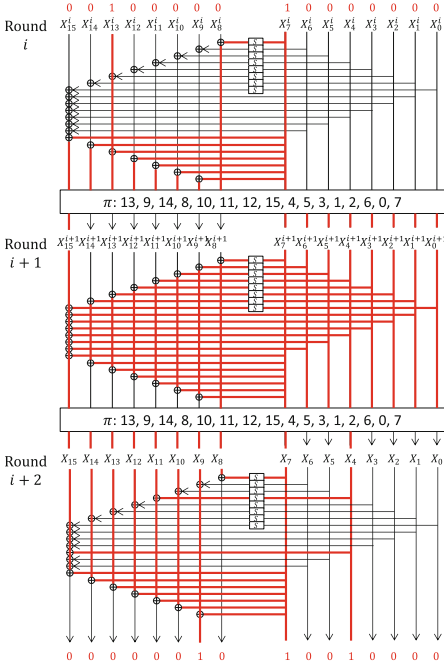 0 0 1 0 0 0 0 0 1 0 0 0 0 0 0 0
Round i
X^i_15 X^i_14 X^i_13 X^i_12 X^i_11 X^i_10 X^i_9 X^i_8 X^i_7 X^i_6 X^i_5 X^i_4 X^i_3 X^i_2 X^i_1 X^i_0
S
S
S
S
S
S
S
S
π: 13, 9, 14, 8, 10, 11, 12, 15, 4, 5, 3, 1, 2, 6, 0, 7
Round i + 1
X^{i+1}_15 X^{i+1}_14 X^{i+1}_13 X^{i+1}_12 X^{i+1}_11 X^{i+1}_10 X^{i+1}_9 X^{i+1}_8 X^{i+1}_7 X^{i+1}_6 X^{i+1}_5 X^{i+1}_4 X^{i+1}_3 X^{i+1}_2 X^{i+1}_1 X^{i+1}_0
S
S
S
S
S
S
S
S
π: 13, 9, 14, 8, 10, 11, 12, 15, 4, 5, 3, 1, 2, 6, 0, 7
Round i + 2
X_15 X_14 X_13 X_12 X_11 X_10 X_9 X_8 X_7 X_6 X_5 X_4 X_3 X_2 X_1 X_0
S
S
S
S
S
S
S
S
0 0 0 0 0 0 1 0 1 0 0 1 0 0 0 0